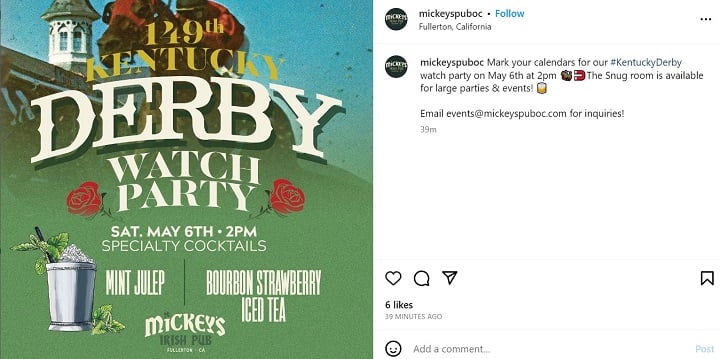 149th
KENTUCKY
DERBY
WATCH
PARTY
SAT. MAY 6TH • 2PM
SPECIALTY COCKTAILS
MINT JULEP
BOURBON STRAWBERRY
ICED TEA
MICKEY'S
IRISH PUB
FULLERTON • CA
mickeyspuboc • Follow
Fullerton, California
mickeyspuboc Mark your calendars for our #KentuckyDerby
watch party on May 6th at 2pm 🏇The Snug room is available
for large parties & events! 🥃
Email events@mickeyspuboc.com for inquiries!
39m
6 likes
39 MINUTES AGO
Add a comment...
Post